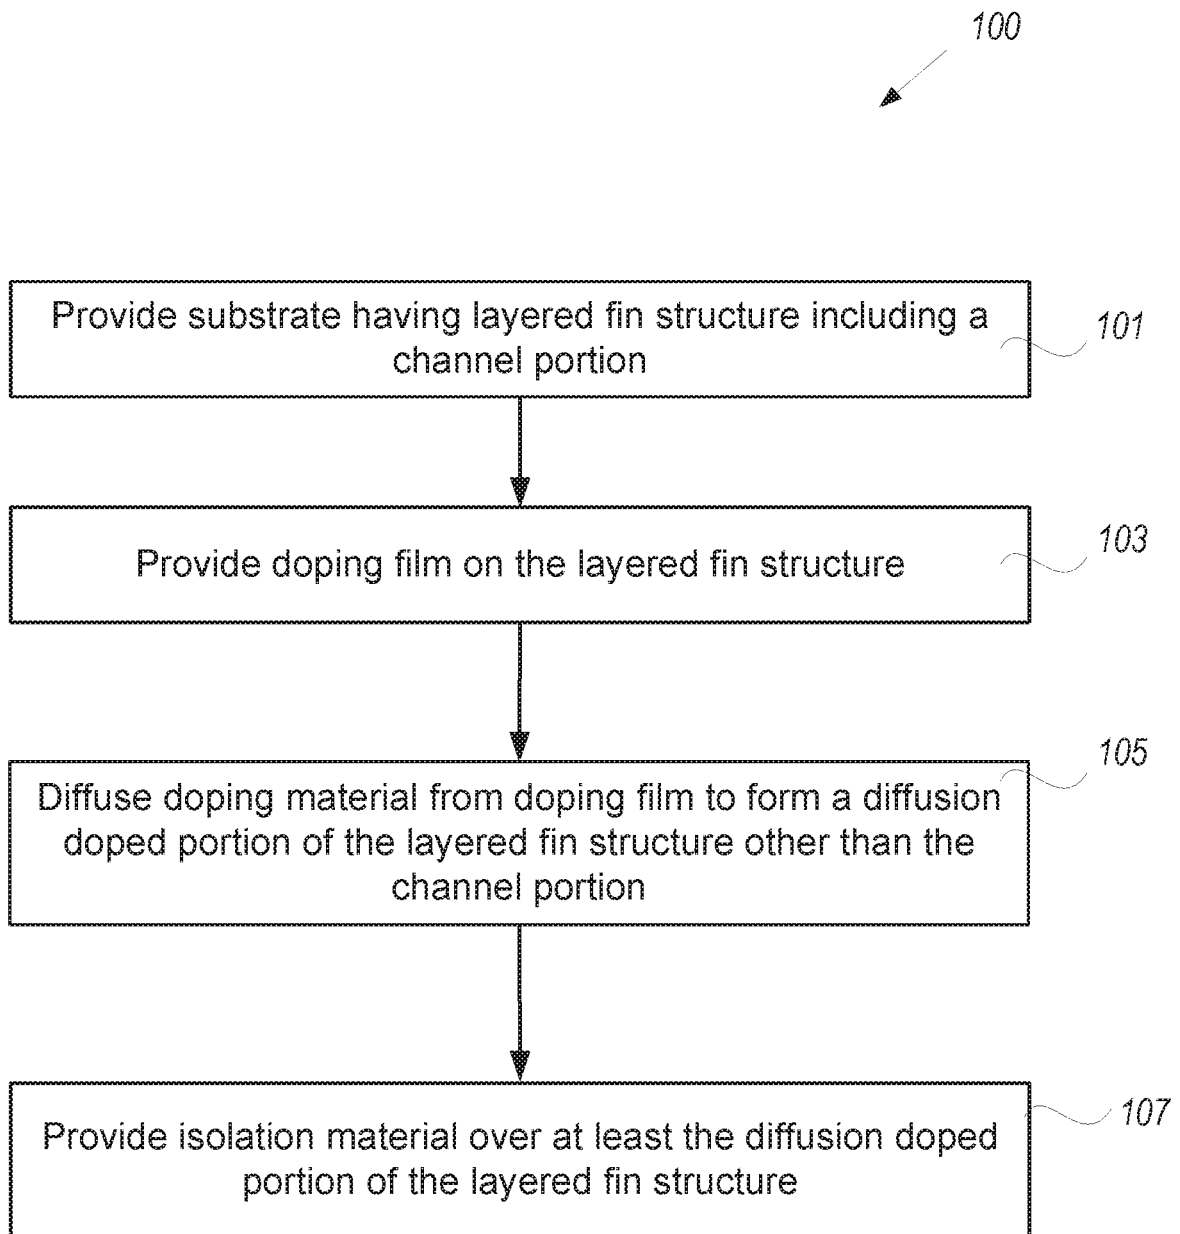 100
Provide substrate having layered fin structure including a
channel portion
101
Provide doping film on the layered fin structure
103
Diffuse doping material from doping film to form a diffusion
doped portion of the layered fin structure other than the
channel portion
105
Provide isolation material over at least the diffusion doped
portion of the layered fin structure
107